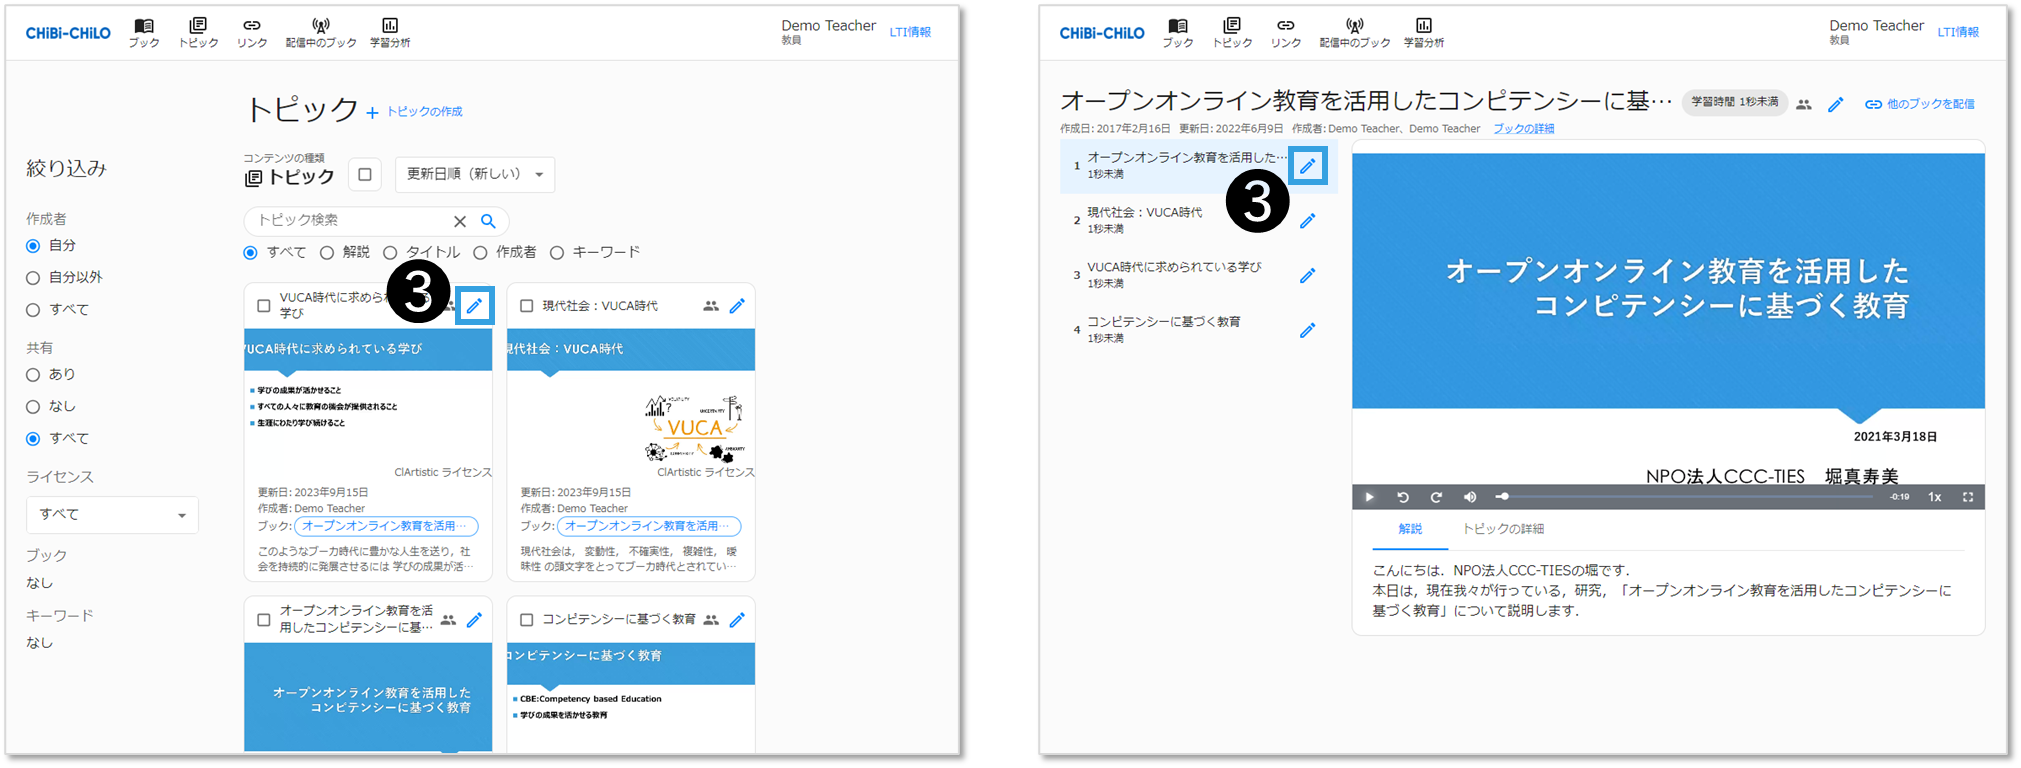 CHiBi-CHiLO
ブック
トピック
リンク
配信中のブック
学習分析
Demo Teacher
教員
LTI情報
トピック
トピックの作成
絞り込み
作成者
自分
自分以外
すべて
共有
あり
なし
すべて
ライセンス
すべて
ブック
なし
キーワード
なし
コンテンツの種類
トピック
更新日順（新しい）
トピック検索
すべて
解説
タイトル
作成者
キーワード
3
VUCA時代に求められ
る
学び
VUCA時代に求められている学び
学びの成果が活かせること
すべての人々に教育の機会が提供されること
生涯にわたり学び続けること
ClArtistic ライセンス
更新日: 2023年9月15日
作成者: Demo Teacher
ブック: オープンオンライン教育を活用…
このようなブーカ時代に豊かな人生を送り，社
会を持続的に発展させるには 学びの成果が活…
現代社会：VUCA時代
現代社会：VUCA時代
VOLATILITY
UNCERTAINTY
VUCA
COMPLEXITY
AMBIGUITY
ClArtistic ライセンス
更新日: 2023年9月15日
作成者: Demo Teacher
ブック: オープンオンライン教育を活用…
現代社会は， 変動性， 不確実性， 複雑性， 曖
昧性 の頭文字をとってブーカ時代とされてい…
オープンオンライン教育を活
用したコンピテンシーに基…
オープンオンライン教育を活用した
コンピテンシーに基づく教育
コンピテンシーに基づく教育
コンピテンシーに基づく教育
CBE:Competency based Education
学びの成果を活かせる教育
CHiBi-CHiLO
ブック
トピック
リンク
配信中のブック
学習分析
Demo Teacher
教員
LTI情報
オープンオンライン教育を活用したコンピテンシーに基…
学習時間 1秒未満
他のブックを配信
作成日: 2017年2月16日 更新日: 2022年6月9日 作成者: Demo Teacher、Demo Teacher ブックの詳細
1 オープンオンライン教育を活用した…
1秒未満
3
2 現代社会：VUCA時代
1秒未満
3 VUCA時代に求められている学び
1秒未満
4 コンピテンシーに基づく教育
1秒未満
オープンオンライン教育を活用した
コンピテンシーに基づく教育
2021年3月18日
NPO法人CCC-TIES 堀真寿美
-0:19
1x
解説
トピックの詳細
こんにちは．NPO法人CCC-TIESの堀です．
本日は，現在我々が行っている，研究，「オープンオンライン教育を活用したコンピテンシーに
基づく教育」について説明します．